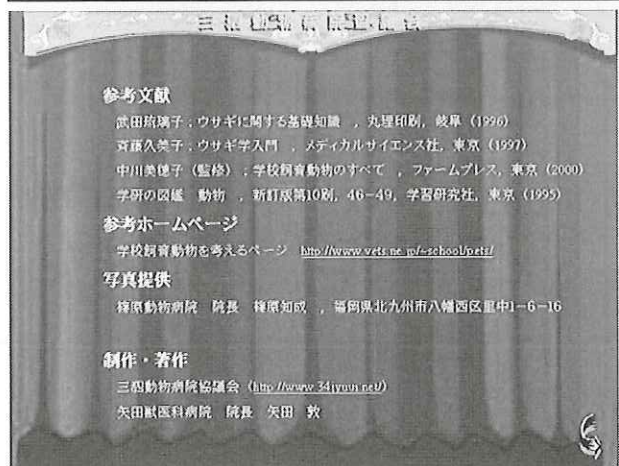 参考文献
武田琉璃子；ウサギに関する基礎知識 , 丸理印刷, 岐阜 (1996)
斉藤久美子；ウサギ学入門 , メディカルサイエンス社, 東京 (1997)
中川美穂子 (監修)；学校飼育動物のすべて , ファームプレス, 東京 (2000)
学研の図鑑 動物 , 新訂版第10刷, 46-49, 学習研究社, 東京 (1995)
参考ホームページ
学校飼育動物を考えるページ http://www.vets.ne.jp/~school/pets/
写真提供
篠原動物病院 院長 篠原知成 , 福岡県北九州市八幡西区里中1-6-16
制作・著作
動物病院協議会 (http://www.34jyuui.net/)
矢田獣医科病院 院長 矢田 敦